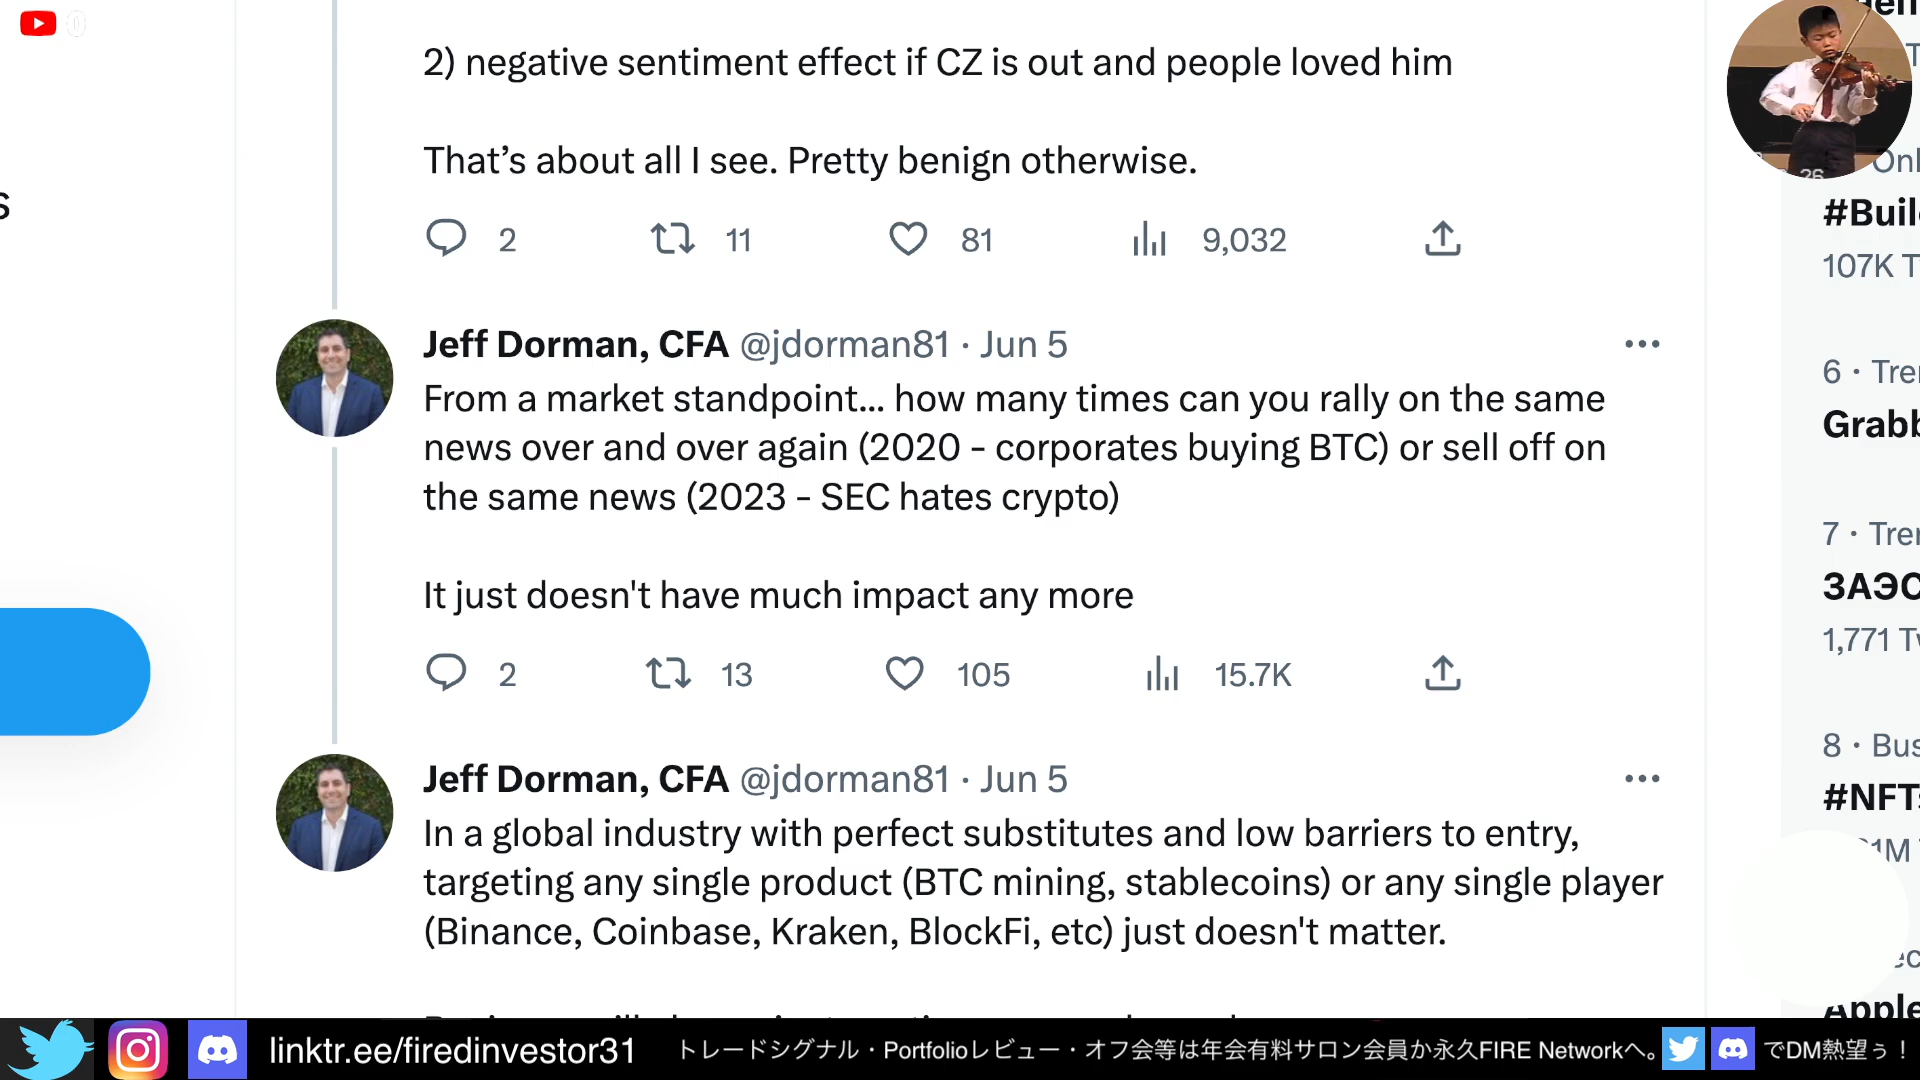 0
2) negative sentiment effect if CZ is out and people loved him
That’s about all I see. Pretty benign otherwise.
2 11 81 9,032
Jeff Dorman, CFA @jdorman81 · Jun 5
From a market standpoint... how many times can you rally on the same
news over and over again (2020 - corporates buying BTC) or sell off on
the same news (2023 - SEC hates crypto)
It just doesn't have much impact any more
2 13 105 15.7K
Jeff Dorman, CFA @jdorman81 · Jun 5
In a global industry with perfect substitutes and low barriers to entry,
targeting any single product (BTC mining, stablecoins) or any single player
(Binance, Coinbase, Kraken, BlockFi, etc) just doesn't matter.
26
#Buil
107K T
6 · Tre
Grabb
7 · Tre
ЗАЭС
1,771 Tw
8 · Bus
#NFTs
1M
Apple
linktr.ee/firedinvestor31 トレードシグナル・Portfolioレビュー・オフ会等は年会有料サロン会員か永久FIRE Networkへ。 でDM熱望ぅ！